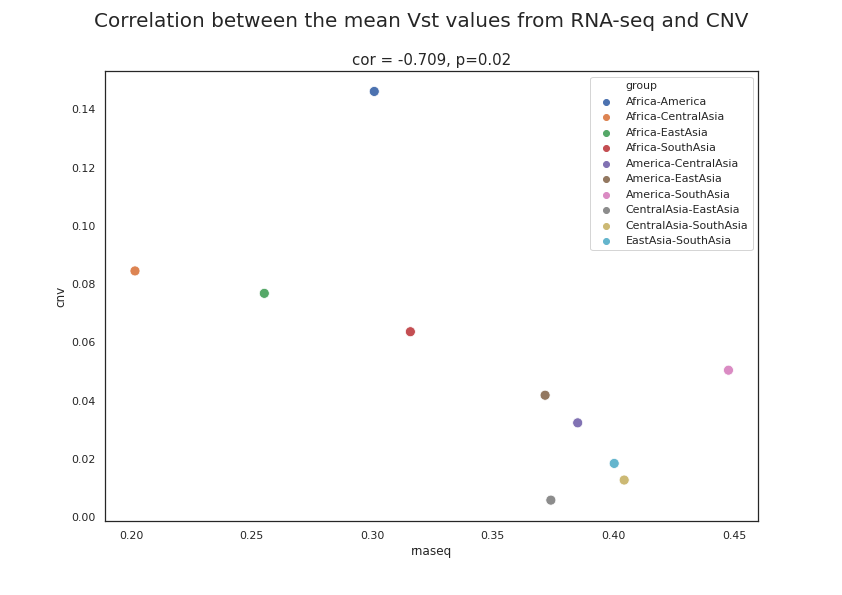 Correlation between the mean Vst values from RNA-seq and CNV
cor = -0.709, p=0.02
group
Africa-America
Africa-CentralAsia
Africa-EastAsia
Africa-SouthAsia
America-CentralAsia
America-EastAsia
America-SouthAsia
CentralAsia-EastAsia
CentralAsia-SouthAsia
EastAsia-SouthAsia
cnv
0.14
0.12
0.10
0.08
0.06
0.04
0.02
0.00
0.20 0.25 0.30 0.35 0.40 0.45
rnaseq